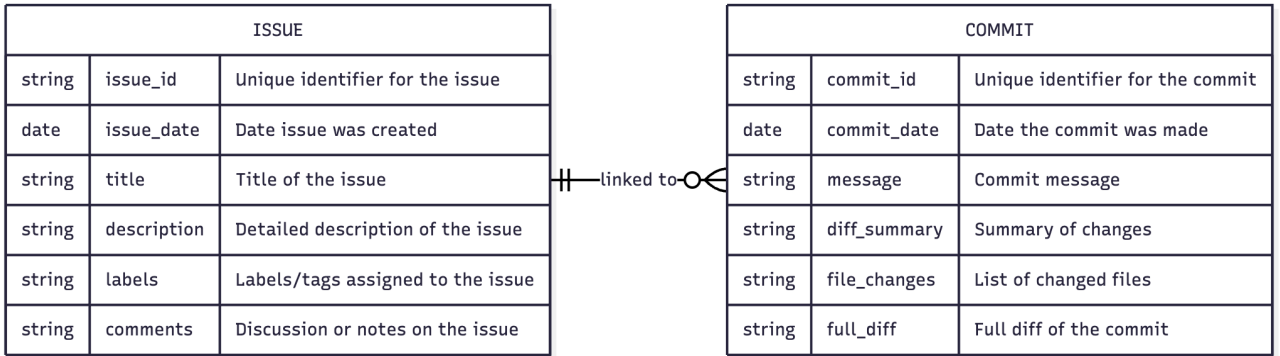 ISSUE
string issue_id Unique identifier for the issue
date issue_date Date issue was created
string title Title of the issue
string description Detailed description of the issue
string labels Labels/tags assigned to the issue
string comments Discussion or notes on the issue
linked to
COMMIT
string commit_id Unique identifier for the commit
date commit_date Date the commit was made
string message Commit message
string diff_summary Summary of changes
string file_changes List of changed files
string full_diff Full diff of the commit